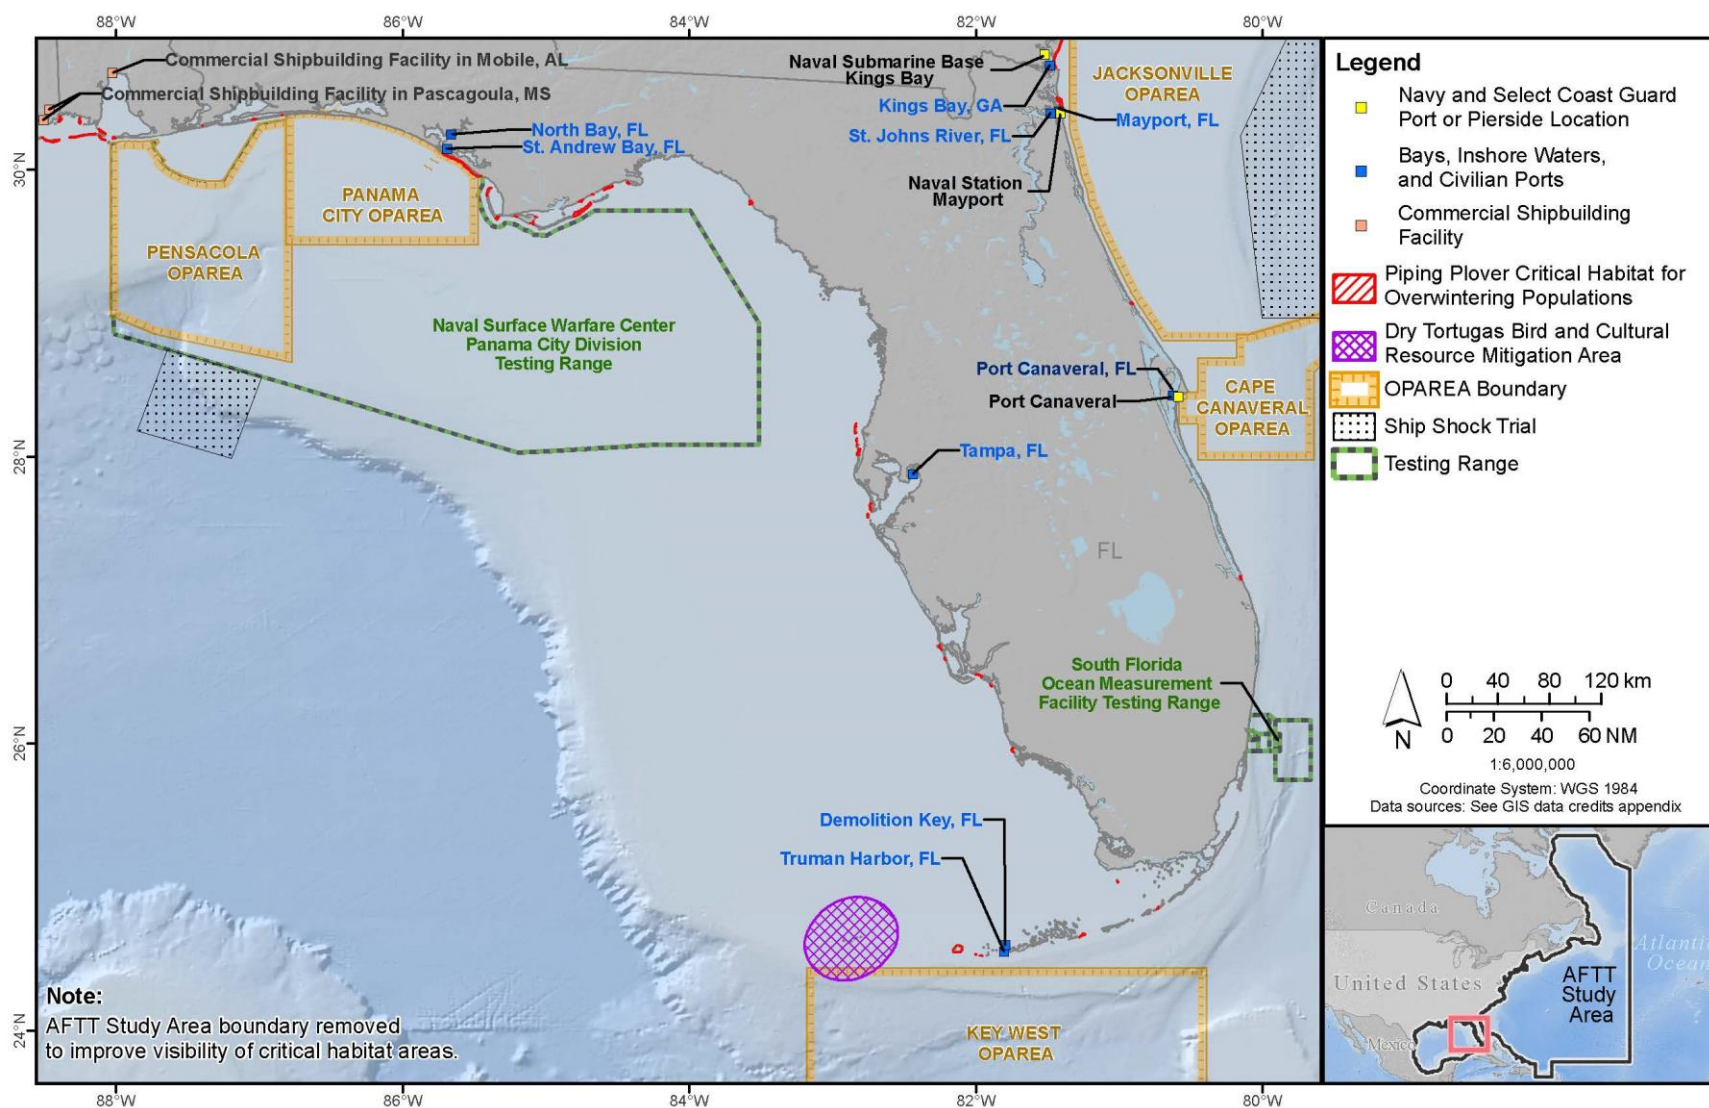 88°W
86°W
84°W
82°W
80°W
30°N
28°N
26°N
24°N
Commercial Shipbuilding Facility in Mobile, AL
Commercial Shipbuilding Facility in Pascagoula, MS
North Bay, FL
St. Andrew Bay, FL
PENSACOLA
OPAREA
PANAMA
CITY OPAREA
Naval Surface Warfare Center
Panama City Division
Testing Range
Naval Submarine Base
Kings Bay
Kings Bay, GA
St. Johns River, FL
Mayport, FL
Naval Station
Mayport
JACKSONVILLE
OPAREA
Port Canaveral, FL
Port Canaveral
CAPE
CANAVERAL
OPAREA
Tampa, FL
FL
South Florida
Ocean Measurement
Facility Testing Range
Demolition Key, FL
Truman Harbor, FL
KEY WEST
OPAREA
Note:
AFTT Study Area boundary removed
to improve visibility of critical habitat areas.
88°W
86°W
84°W
82°W
80°W
Legend
Navy and Select Coast Guard
Port or Pierside Location
Bays, Inshore Waters,
and Civilian Ports
Commercial Shipbuilding
Facility
Piping Plover Critical Habitat for
Overwintering Populations
Dry Tortugas Bird and Cultural
Resource Mitigation Area
OPAREA Boundary
Ship Shock Trial
Testing Range
N
0 40 80 120 km
0 20 40 60 NM
1:6,000,000
Coordinate System: WGS 1984
Data sources: See GIS data credits appendix
Canada
United States
Mexico
Atlantic
Ocean
AFTT
Study
Area